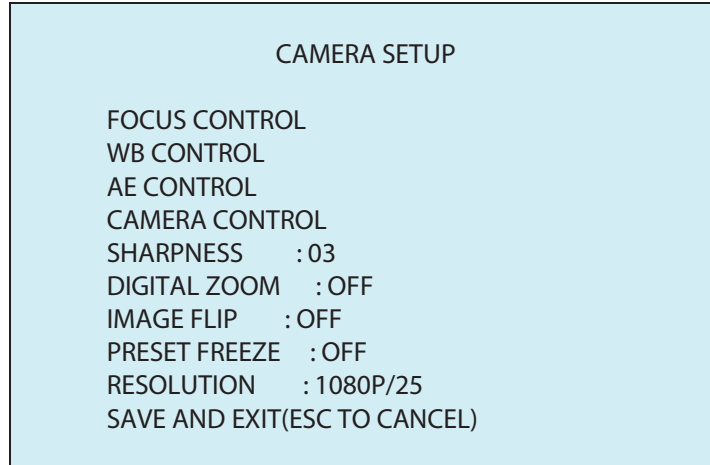 CAMERA SETUP
FOCUS CONTROL
WB CONTROL
AE CONTROL
CAMERA CONTROL
SHARPNESS : 03
DIGITAL ZOOM : OFF
IMAGE FLIP : OFF
PRESET FREEZE : OFF
RESOLUTION : 1080P/25
SAVE AND EXIT(ESC TO CANCEL)